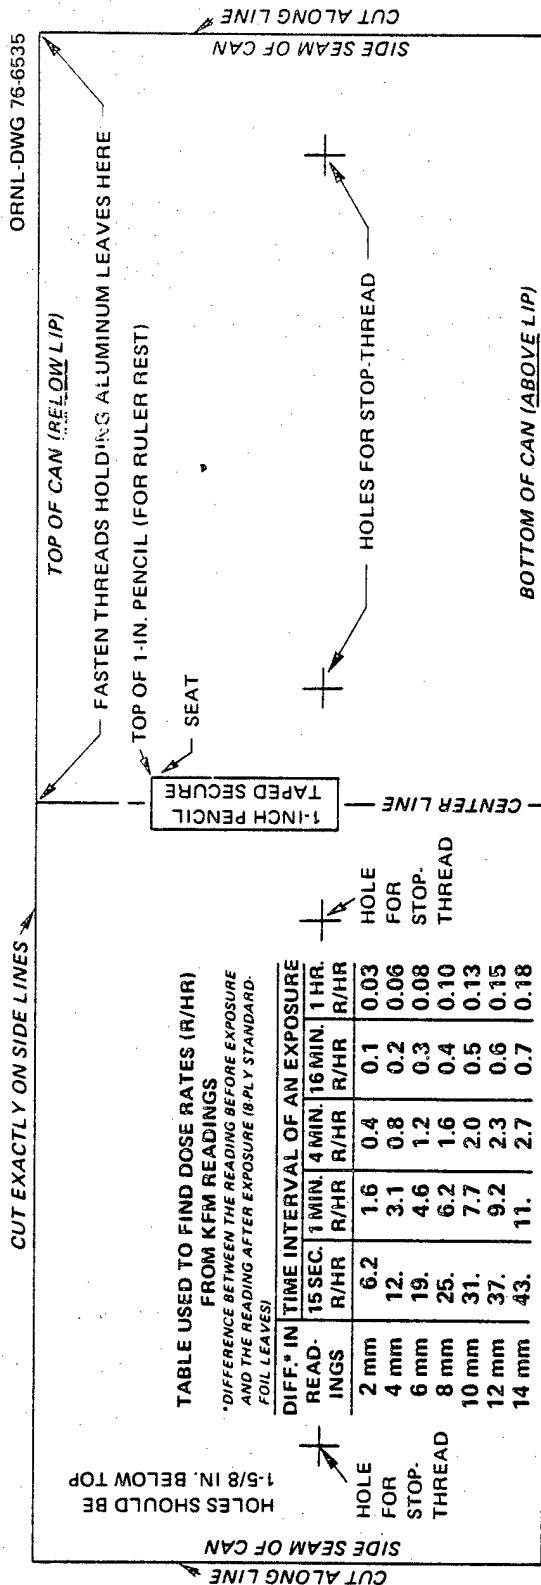 ORNL-DWG 76-6535
CUT EXACTLY ON SIDE LINES
TOP OF CAN (BELOW LIP)
FASTEN THREADS HOLDING ALUMINUM LEAVES HERE
TOP OF 1-IN. PENCIL (FOR RULER REST)
SEAT
1-INCH PENCIL
TAPED SECURE
CENTER LINE
HOLES FOR STOP-THREAD
BOTTOM OF CAN (ABOVE LIP)
SIDE SEAM OF CAN
CUT ALONG LINE
CUT ALONG LINE
SIDE SEAM OF CAN
HOLES SHOULD BE
1-5/8 IN. BELOW TOP
HOLE
FOR
STOP-
THREAD
TABLE USED TO FIND DOSE RATES (R/HR)
FROM KFM READINGS
*DIFFERENCE BETWEEN THE READING BEFORE EXPOSURE
AND THE READING AFTER EXPOSURE (8-PLY STANDARD-
FOIL LEAVES)
DIFF.* IN TIME INTERVAL OF AN EXPOSURE
READ- 15 SEC. 1 MIN. 4 MIN. 16 MIN. 1 HR.
INGS R/HR R/HR R/HR R/HR R/HR
2 mm 6.2 1.6 0.4 0.1 0.03
4 mm 12. 3.1 0.8 0.2 0.06
6 mm 19. 4.6 1.2 0.3 0.08
8 mm 25. 6.2 1.6 0.4 0.10
10 mm 31. 7.7 2.0 0.5 0.13
12 mm 37. 9.2 2.3 0.6 0.15
14 mm 43. 11. 2.7 0.7 0.18
HOLE
FOR
STOP-
THREAD